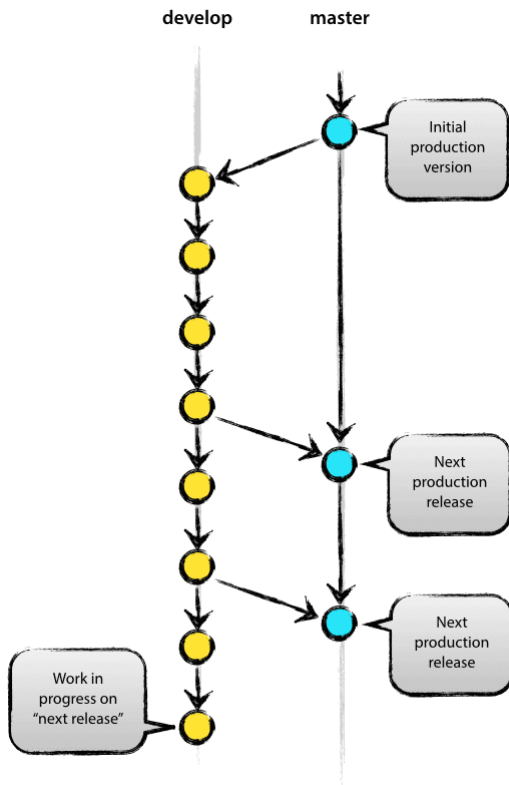 develop
master
Initial
production
version
Next
production
release
Next
production
release
Work in
progress on
“next release”